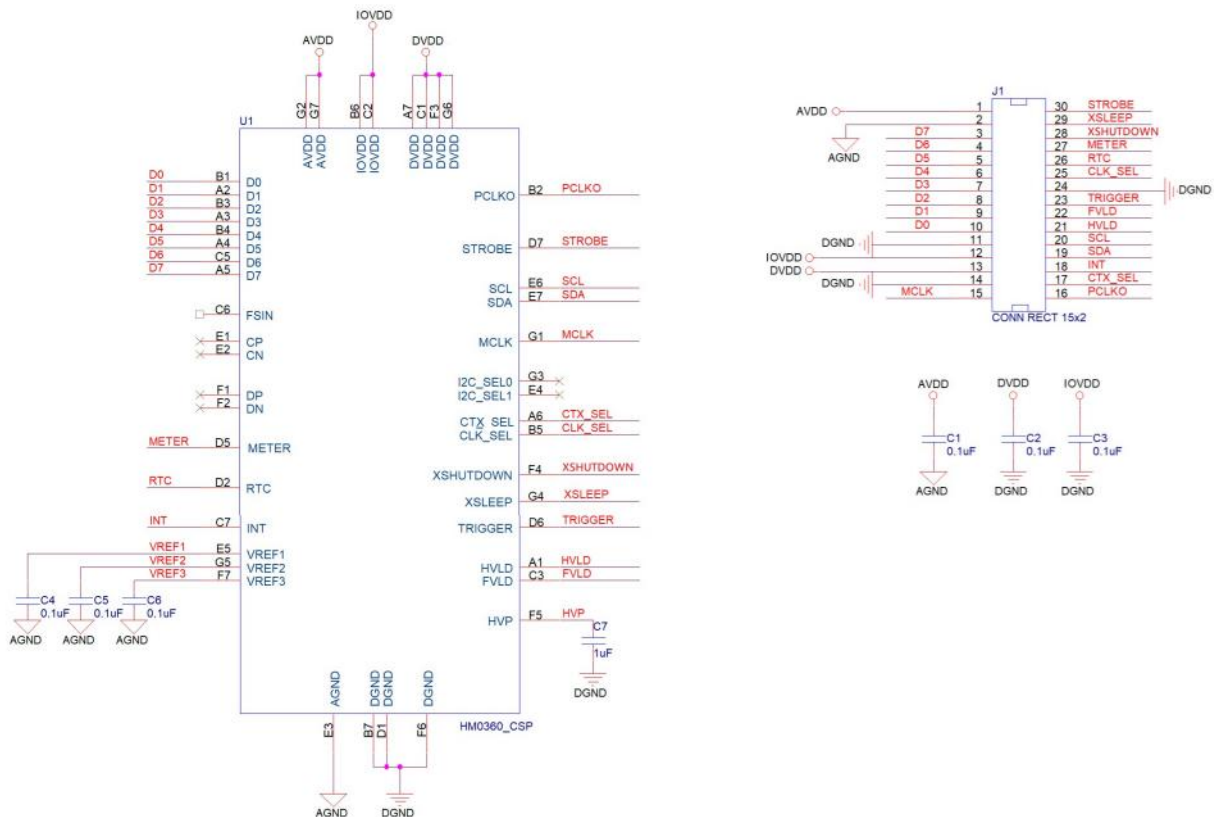 IOVDD
AVDD
DVDD
G2
G7
B6
C2
A7
C1
F3
G6
U1
AVDD
AVDD
IOVDD
IOVDD
DVDD
DVDD
DVDD
DVDD
D0 B1 D0
D1 A2 D1
D2 B3 D2
D3 A3 D3
D4 B4 D4
D5 A4 D5
D6 C5 D6
D7 A5 D7
C6 FSIN
E1 CP
E2 CN
F1 DP
F2 DN
METER D5 METER
RTC D2 RTC
INT C7 INT
VREF1 E5 VREF1
VREF2 G5 VREF2
VREF3 F7 VREF3
C4 0.1uF
C5 0.1uF
C6 0.1uF
AGND
AGND
AGND
PCLKO B2 PCLKO
STROBE D7 STROBE
SCL E6 SCL
SDA E7 SDA
MCLK G1 MCLK
I2C_SEL0 G3
I2C_SEL1 E4
CTX_SEL A6 CTX_SEL
CLK_SEL B5 CLK_SEL
XSHUTDOWN F4 XSHUTDOWN
XSLEEP G4 XSLEEP
TRIGGER D6 TRIGGER
HVLD A1 HVLD
FVLD C3 FVLD
HVP F5 HVP
C7
1uF
DGND
AGND
DGND
DGND
DGND
HM0360_CSP
E3
B7
D1
F6
AGND
DGND
J1
AVDD 1 30 STROBE
2 29 XSLEEP
AGND
D7 3 28 XSHUTDOWN
D6 4 27 METER
D5 5 26 RTC
D4 6 25 CLK_SEL
D3 7 24 DGND
D2 8 23 TRIGGER
D1 9 22 FVLD
D0 10 21 HVLD
DGND 11 20 SCL
IOVDD 12 19 SDA
DVDD 13 18 INT
DGND 14 17 CTX_SEL
MCLK 15 16 PCLKO
CONN RECT 15x2
AVDD
DVDD
IOVDD
C1
0.1uF
C2
0.1uF
C3
0.1uF
AGND
DGND
DGND